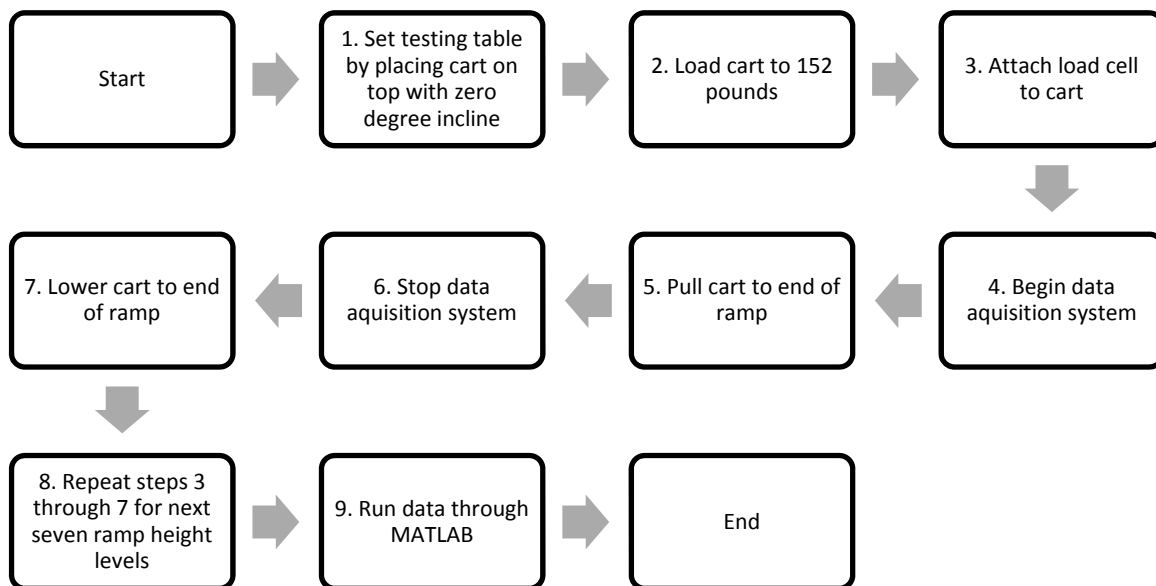 Start
1. Set testing table
by placing cart on
top with zero
degree incline
2. Load cart to 152
pounds
3. Attach load cell
to cart
4. Begin data
aquisition system
5. Pull cart to end of
ramp
6. Stop data
aquisition system
7. Lower cart to end
of ramp
8. Repeat steps 3
through 7 for next
seven ramp height
levels
9. Run data through
MATLAB
End